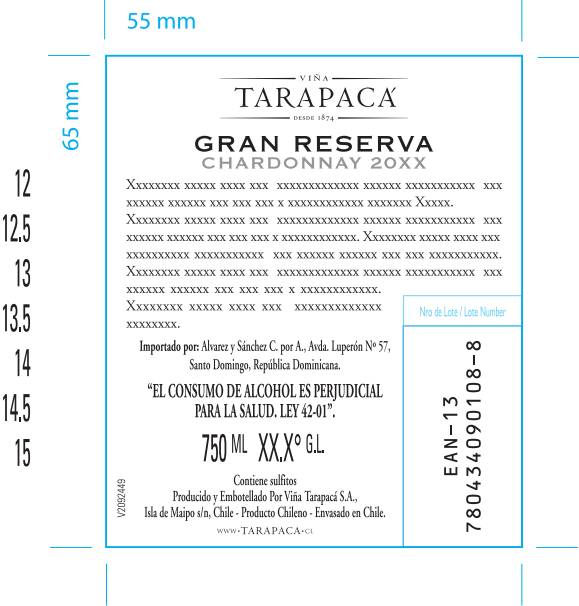 55 mm
65 mm
12
12.5
13
13.5
14
14.5
15
VIÑA
TARAPACÁ
DESDE 1874
GRAN RESERVA
CHARDONNAY 20XX
Xxxxxxxx xxxxx xxxx xxx xxxxxxxxxxxxx xxxxxx xxxxxxxxxxx xxx
xxxxxx xxxxxx xxx xxx xxx x xxxxxxxxxxxx xxxxxxx Xxxxx.
Xxxxxxxx xxxxx xxxx xxx xxxxxxxxxxxxx xxxxxx xxxxxxxxxxx xxx
xxxxxx xxxxxx xxx xxx xxx x xxxxxxxxxxxx. Xxxxxxxx xxxxx xxxx xxx
xxxxxxxxxx xxxxxxxxxxx xxx xxxxxx xxxxxx xxx xxx xxxxxxxxxxx.
Xxxxxxxx xxxxx xxxx xxx xxxxxxxxxxxxx xxxxxx xxxxxxxxxxx xxx
xxxxxx xxxxxx xxx xxx xxx x xxxxxxxxxxxx.
Xxxxxxxx xxxxx xxxx xxx xxxxxxxxxxxxx
xxxxxxxx.
Importado por: Alvarez y Sánchez C. por A., Avda. Luperón Nº 57,
Santo Domingo, República Dominicana.
“EL CONSUMO DE ALCOHOL ES PERJUDICIAL
PARA LA SALUD. LEY 42-01”.
750 ML XX.X° G.L.
Contiene sulfitos
Producido y Embotellado Por Viña Tarapacá S.A.,
Isla de Maipo s/n, Chile - Producto Chileno - Envasado en Chile.
WWW·TARAPACA·CL
V2092449
Nro de Lote / Lote Number
EAN-13
780434090108-8